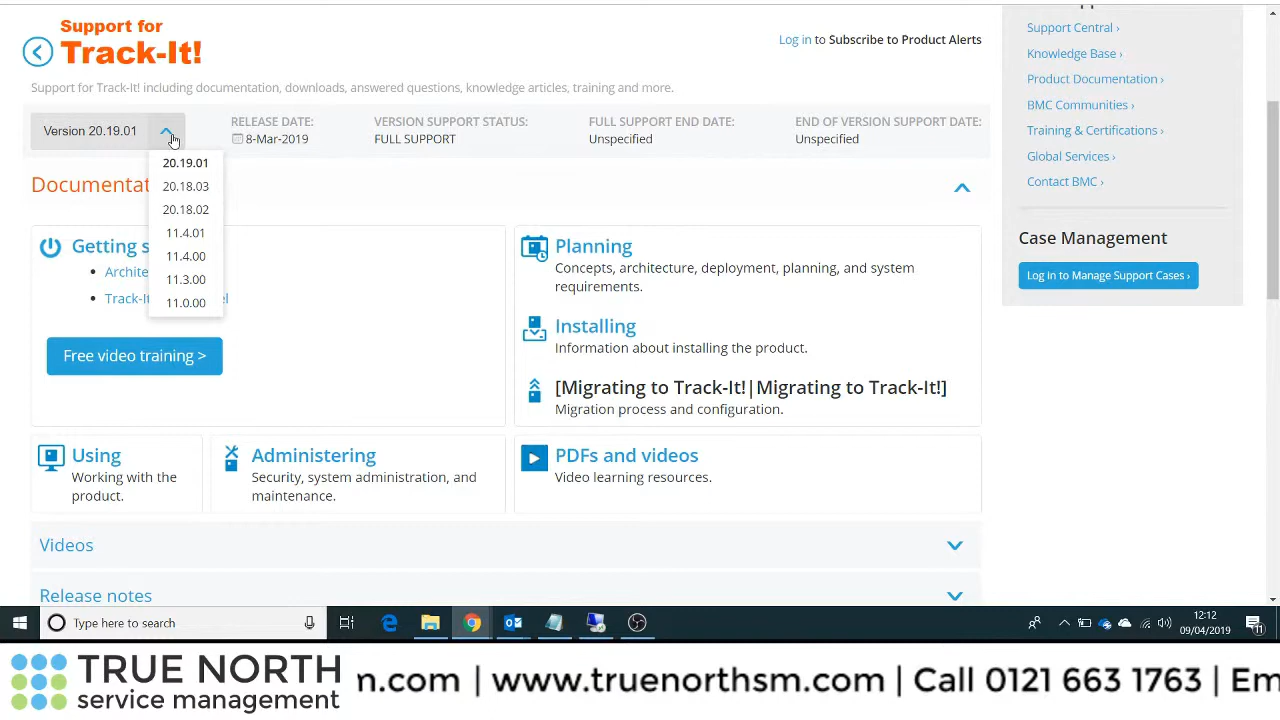 Support for
Track-It!
Log in to Subscribe to Product Alerts
Support for Track-It! including documentation, downloads, answered questions, knowledge articles, training and more.
Version 20.19.01
RELEASE DATE:
8-Mar-2019
VERSION SUPPORT STATUS:
FULL SUPPORT
FULL SUPPORT END DATE:
Unspecified
END OF VERSION SUPPORT DATE:
Unspecified
20.19.01
20.18.03
20.18.02
11.4.01
11.4.00
11.3.00
11.0.00
Documentat
Getting s
• Archite
• Track-It
el
Free video training >
Planning
Concepts, architecture, deployment, planning, and system
requirements.
Installing
Information about installing the product.
[Migrating to Track-It!|Migrating to Track-It!]
Migration process and configuration.
Using
Working with the
product.
Administering
Security, system administration, and
maintenance.
PDFs and videos
Video learning resources.
Videos
Release notes
Support Central ›
Knowledge Base ›
Product Documentation ›
BMC Communities ›
Training & Certifications ›
Global Services ›
Contact BMC ›
Case Management
Log In to Manage Support Cases ›
Type here to search
12:12
09/04/2019
11
TRUE NORTH
service management
n.com | www.truenorthsm.com | Call 0121 663 1763 | Em